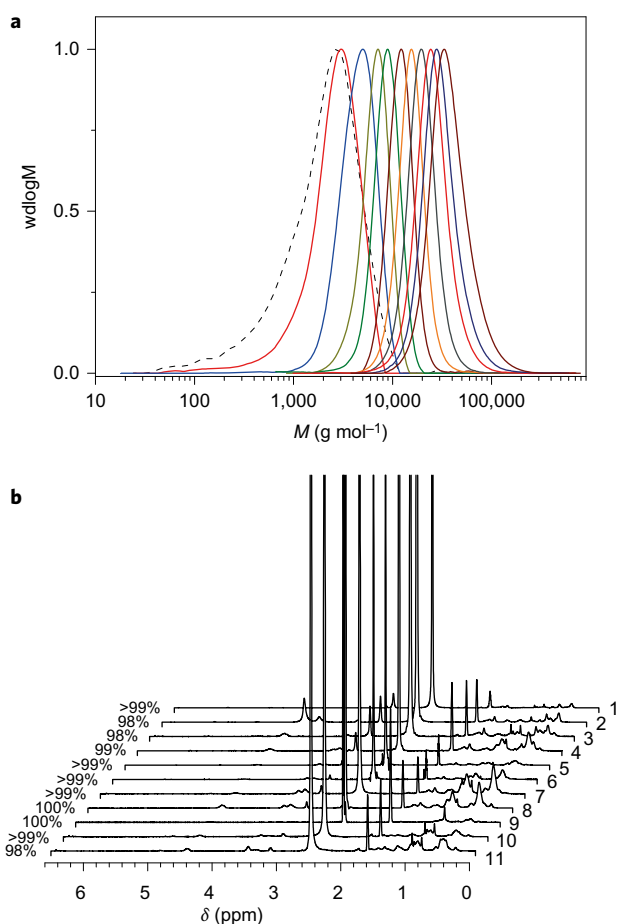 a
1.0
0.5
0.0
wdlogM
10 100 1,000 10,000 100,000
M (g mol–1)
b
>99% 1
98% 2
98% 3
99% 4
>99% 5
>99% 6
>99% 7
100% 8
100% 9
>99% 10
98% 11
6 5 4 3 2 1 0
δ (ppm)